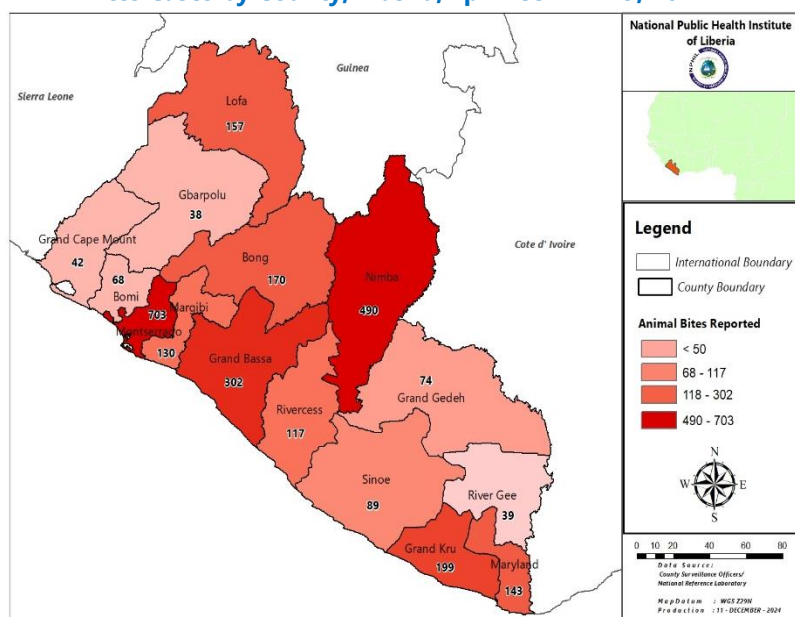 National Public Health Institute
of Liberia
Guinea
Sierra Leone
Lofa
157
Gbarpolu
38
Grand Cape Mount
42
Bong
170
Nimba
490
Cote d' Ivoire
68
Bomi
703
Montserrado
Margibi
130
Grand Bassa
302
Rivercess
117
74
Grand Gedeh
Sinoe
89
River Gee
39
Grand Kru
199
Maryland
143
Legend
International Boundary
County Boundary
Animal Bites Reported
< 50
68 - 117
118 - 302
490 - 703
N
W E
S
0 10 20 40 60 80
Data Source:
County Surveillance Officers/
National Reference Laboratory
Map Datum : WGS Z29N
Production : 11 - DECEMBER - 2024